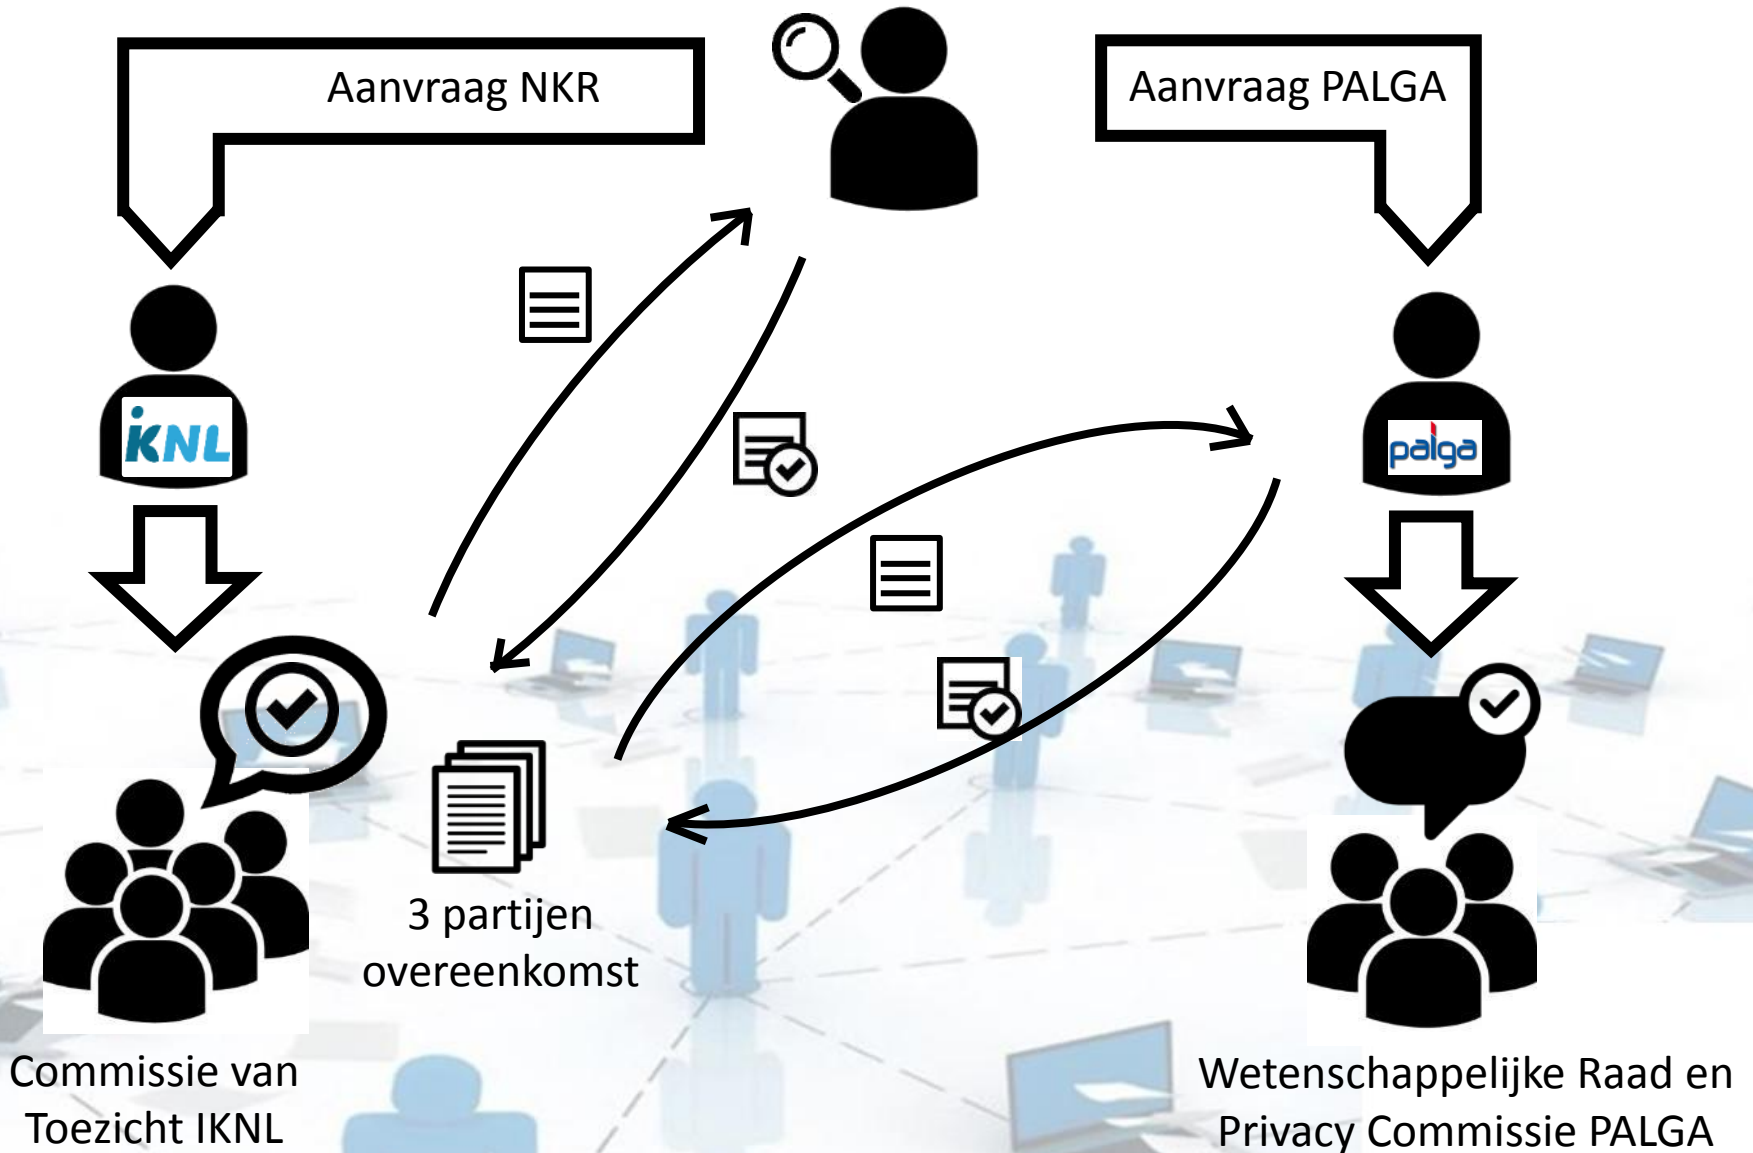 Aanvraag NKR
Aanvraag PALGA
iKNL
palga
3 partijen
overeenkomst
Commissie van
Toezicht IKNL
Wetenschappelijke Raad en
Privacy Commissie PALGA